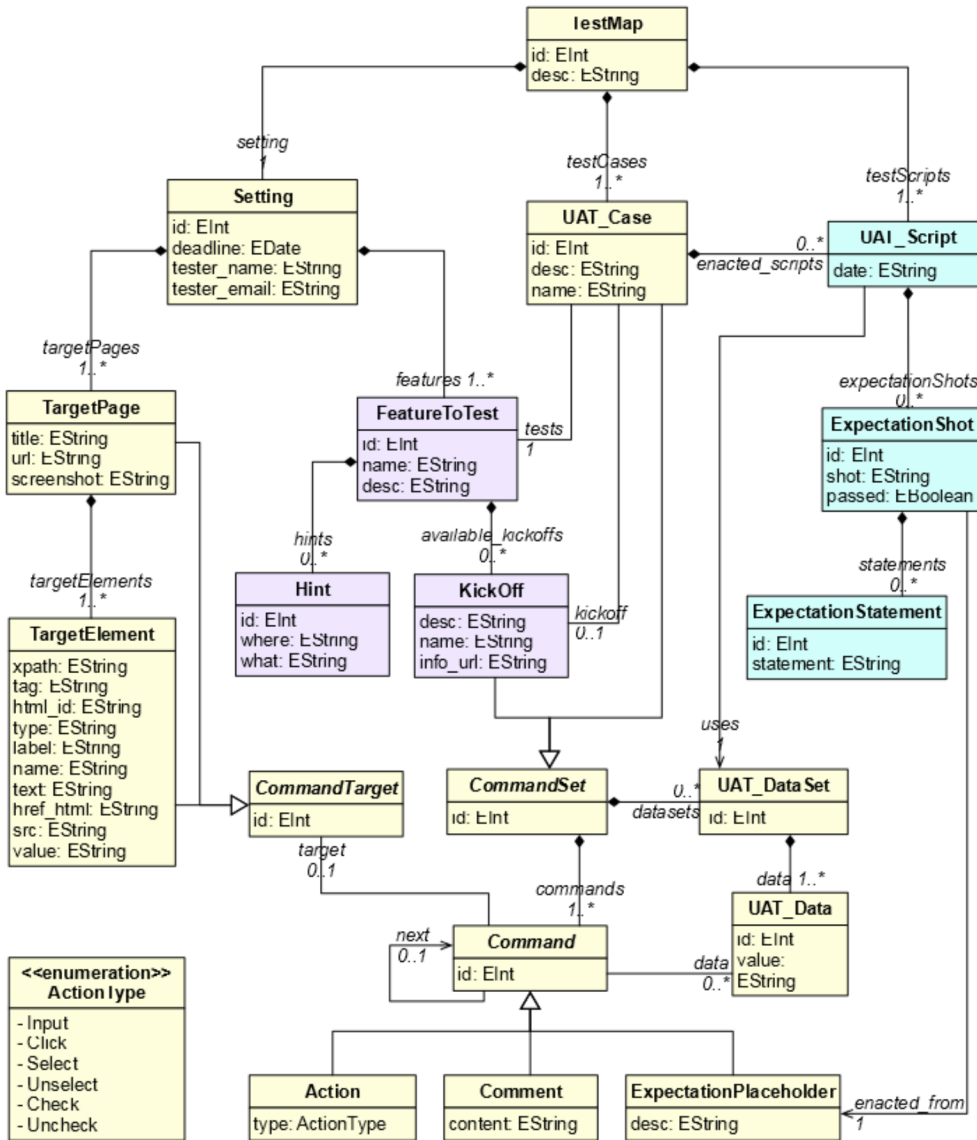 TestMap
id: EInt
desc: EString
setting
1
testCases
1..*
testScripts
1..*
Setting
id: EInt
deadline: EDate
tester_name: EString
tester_email: EString
UAT_Case
id: EInt
desc: EString
name: EString
0..*
enacted_scripts
UAT_Script
date: EString
targetPages
1..*
features 1..*
expectationShots
0..*
TargetPage
title: EString
url: EString
screenshot: EString
FeatureToTest
id: EInt
name: EString
desc: EString
tests
1
ExpectationShot
id: EInt
shot: EString
passed: EBoolean
hints
0..*
available_kickoffs
0..*
statements
0..*
targetElements
1..*
Hint
id: EInt
where: EString
what: EString
KickOff
desc: EString
name: EString
info_url: EString
kickoff
0..1
ExpectationStatement
id: EInt
statement: EString
TargetElement
xpath: EString
tag: EString
html_id: EString
type: EString
label: EString
name: EString
text: EString
href_html: EString
src: EString
value: EString
uses
1
CommandTarget
id: EInt
CommandSet
id: EInt
0..*
datasets
UAT_DataSet
id: EInt
target
0..1
commands
1..*
data 1..*
next
0..1
Command
id: EInt
data
0..*
UAT_Data
id: EInt
value:
EString
<<enumeration>>
ActionType
- Input
- Click
- Select
- Unselect
- Check
- Uncheck
Action
type: ActionType
Comment
content: EString
ExpectationPlaceholder
desc: EString
enacted_from
1